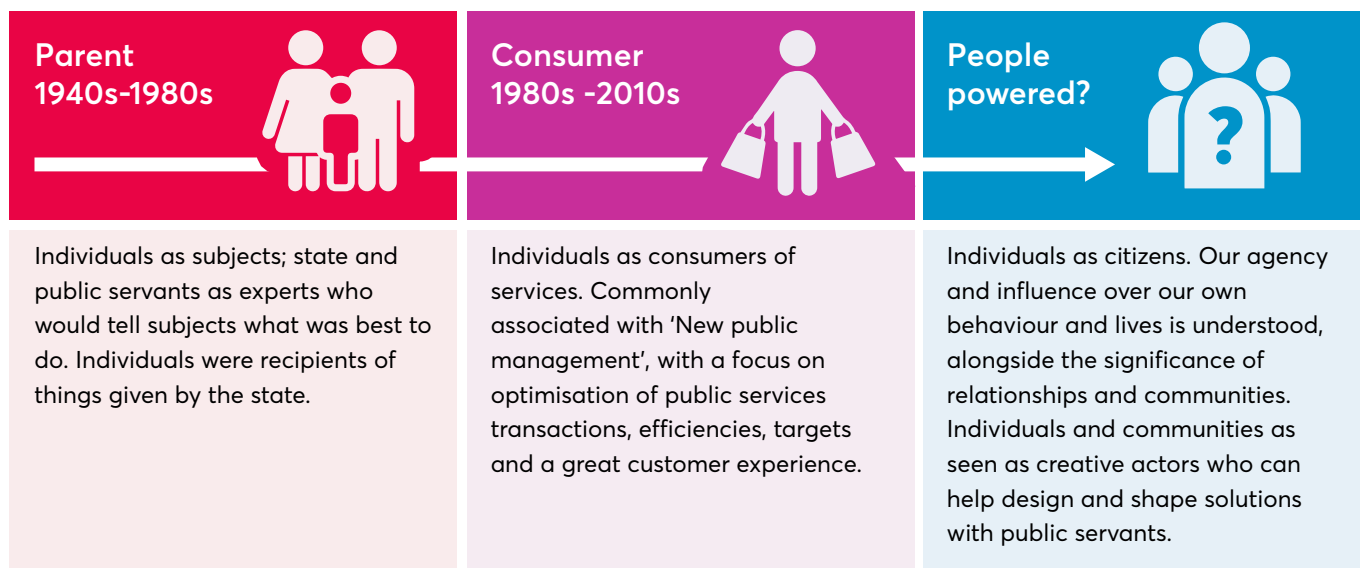 Parent
1940s-1980s
Individuals as subjects; state and
public servants as experts who
would tell subjects what was best to
do. Individuals were recipients of
things given by the state.
Consumer
1980s -2010s
Individuals as consumers of
services. Commonly
associated with ‘New public
management’, with a focus on
optimisation of public services
transactions, efficiencies, targets
and a great customer experience.
People
powered?
?
Individuals as citizens. Our agency
and influence over our own
behaviour and lives is understood,
alongside the significance of
relationships and communities.
Individuals and communities as
seen as creative actors who can
help design and shape solutions
with public servants.